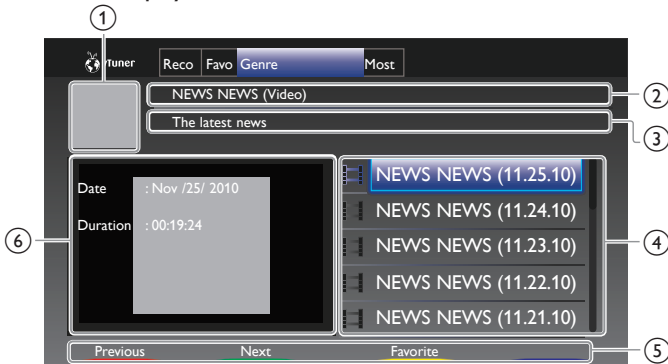 1
vTuner Reco Favo Genre Most
NEWS NEWS (Video)
2
The latest news
3
Date : Nov /25/ 2010
Duration : 00:19:24
6
NEWS NEWS (11.25.10)
NEWS NEWS (11.24.10)
NEWS NEWS (11.23.10)
NEWS NEWS (11.22.10)
NEWS NEWS (11.21.10)
4
Previous Next Favorite
5